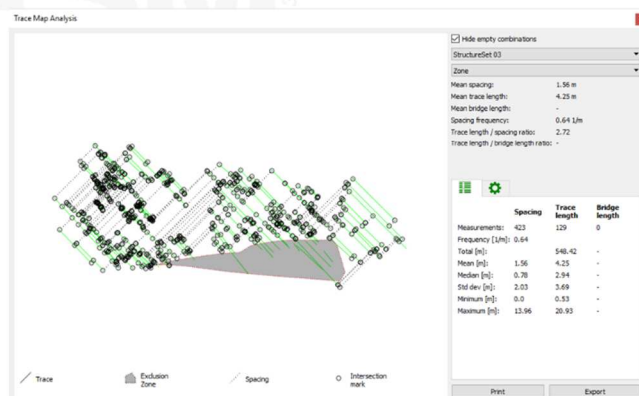 Trace Map Analysis
Hide empty combinations
StructureSet 03
Zone
Mean spacing: 1.56 m
Mean trace length: 4.25 m
Mean bridge length: -
Spacing frequency: 0.64 1/m
Trace length / spacing ratio: 2.72
Trace length / bridge length ratio: -
Spacing Trace length Bridge length
Measurements: 423 129 0
Frequency [1/m]: 0.64
Total [m]: 548.42 -
Mean [m]: 1.56 4.25 -
Median [m]: 0.78 2.94 -
Std dev [m]: 2.03 3.69 -
Minimum [m]: 0.0 0.53 -
Maximum [m]: 13.96 20.93 -
Trace Exclusion Zone Spacing Intersection mark
Print Export